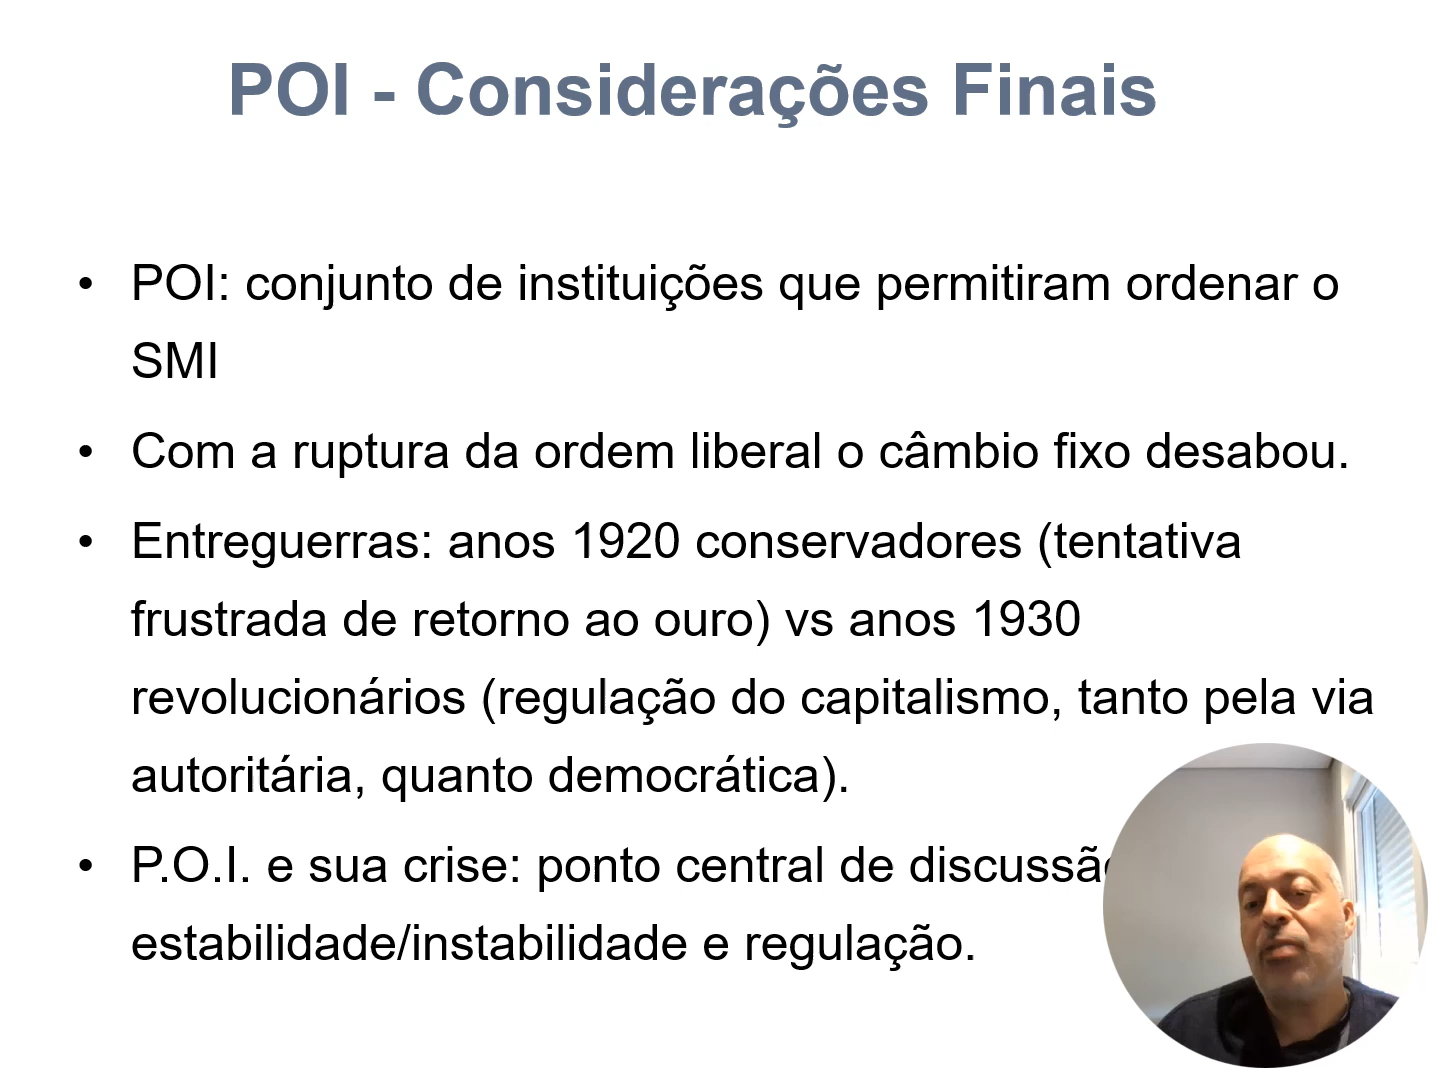 POI - Considerações Finais
• POI: conjunto de instituições que permitiram ordenar o
SMI
• Com a ruptura da ordem liberal o câmbio fixo desabou.
• Entreguerras: anos 1920 conservadores (tentativa
frustrada de retorno ao ouro) vs anos 1930
revolucionários (regulação do capitalismo, tanto pela via
autoritária, quanto democrática).
• P.O.I. e sua crise: ponto central de
estabilidade/instabilidade e regulação.